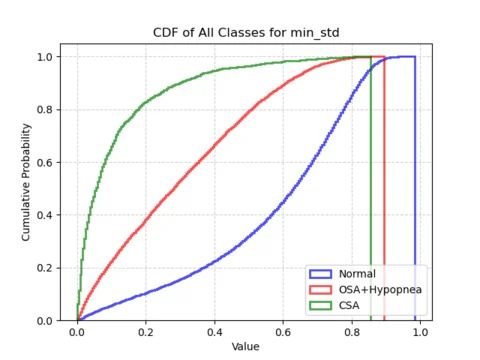 CDF of All Classes for min_std
Cumulative Probability
1.0
0.8
0.6
0.4
0.2
0.0
0.0 0.2 0.4 0.6 0.8 1.0
Value
Normal
OSA+Hypopnea
CSA